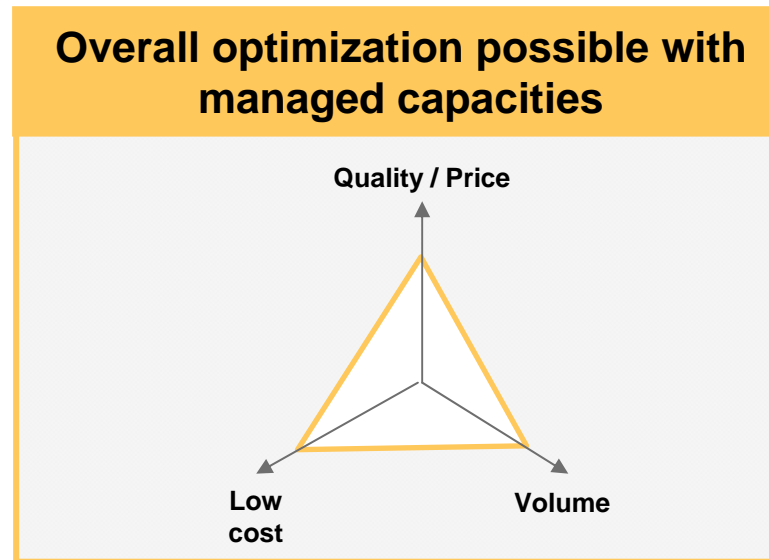 Overall optimization possible with
managed capacities
Quality / Price
Low
cost
Volume